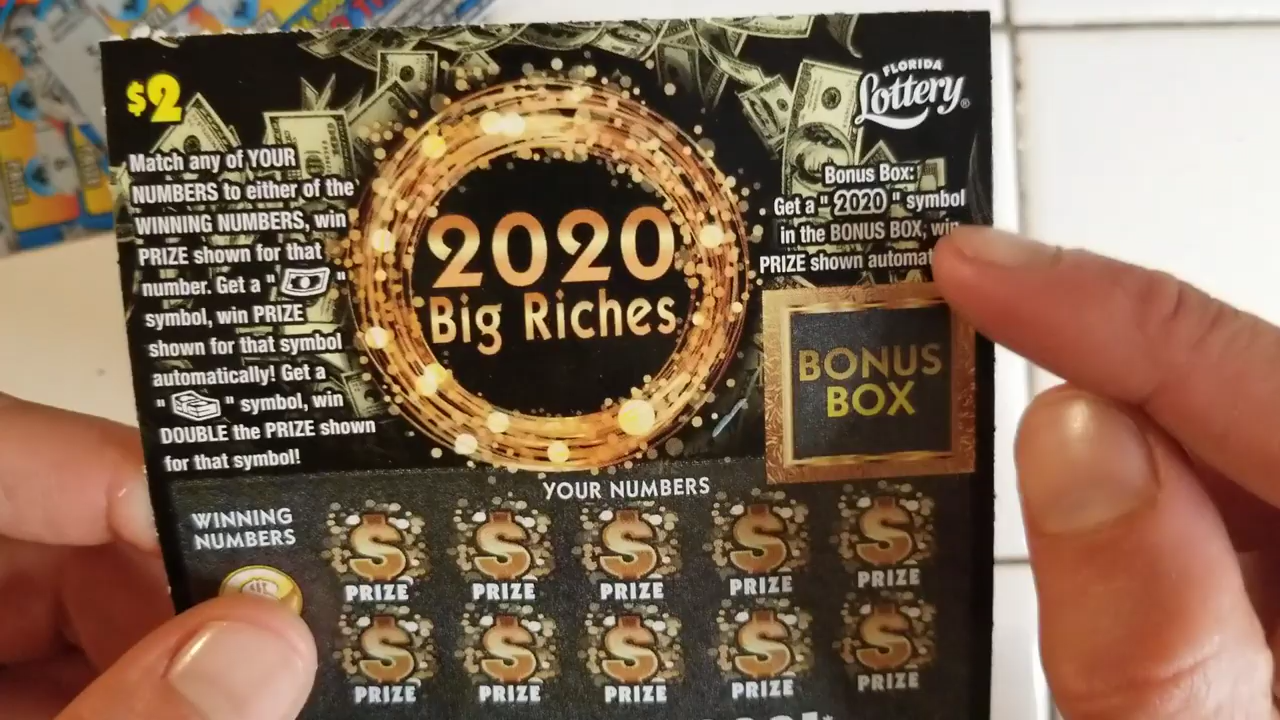 $2
FLORIDA
Lottery®
Match any of YOUR
NUMBERS to either of the
WINNING NUMBERS, win
PRIZE shown for that
number. Get a " "
symbol, win PRIZE
shown for that symbol
automatically! Get a
" " symbol, win
DOUBLE the PRIZE shown
for that symbol!
2020
Big Riches
Bonus Box:
Get a "2020" symbol
in the BONUS BOX, win
PRIZE shown
BONUS
BOX
YOUR NUMBERS
WINNING
NUMBERS
PRIZE PRIZE PRIZE PRIZE PRIZE
PRIZE PRIZE PRIZE PRIZE PRIZE